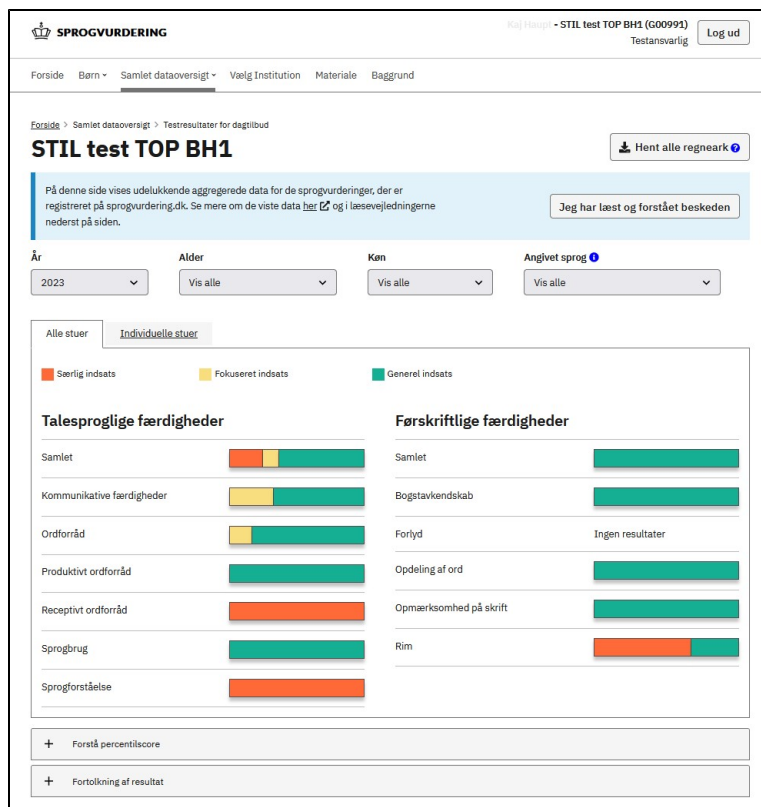 SPROGVURDERING
Kaj Haupt - STIL test TOP BH1 (G00991)
Testansvarlig
Log ud
Forside Børn Samlet dataoversigt Vælg Institution Materiale Baggrund
Forside > Samlet dataoversigt > Testresultater for dagtilbud
STIL test TOP BH1
Hent alle regneark ?
På denne side vises udelukkende aggregerede data for de sprogvurderinger, der er
registreret på sprogvurdering.dk. Se mere om de viste data her og i læsevejledningerne
nederst på siden.
Jeg har læst og forstået beskeden
År Alder Køn Angivet sprog i
2023 Vis alle Vis alle Vis alle
Alle stuer Individuelle stuer
Særlig indsats Fokuseret indsats Generel indsats
Talesproglige færdigheder
Samlet
Kommunikative færdigheder
Ordforråd
Produktivt ordforråd
Receptivt ordforråd
Sprogbrug
Sprogforståelse
Førskriftlige færdigheder
Samlet
Bogstavkendskab
Forlyd Ingen resultater
Opdeling af ord
Opmærksomhed på skrift
Rim
+ Forstå percentilscore
+ Fortolkning af resultat